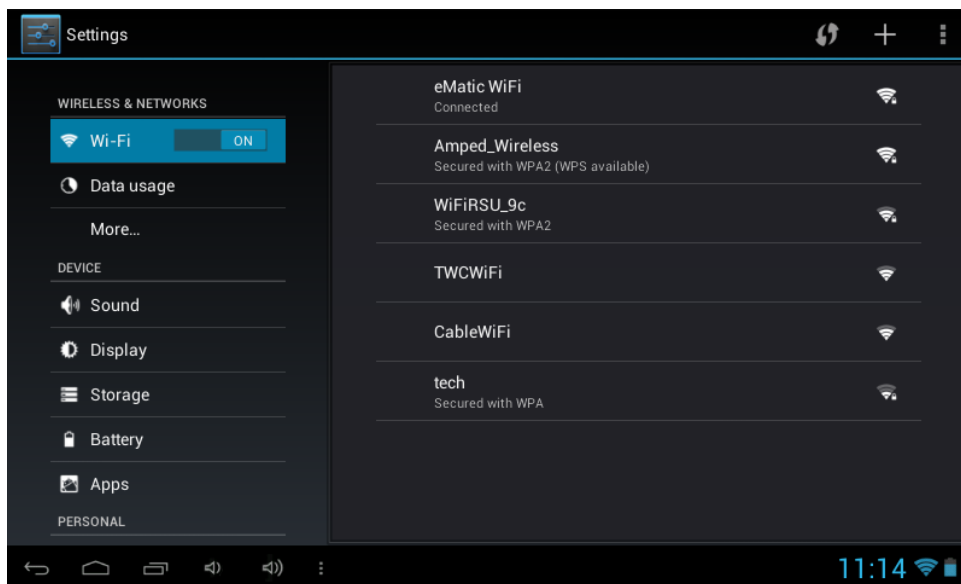 Settings
WIRELESS & NETWORKS
Wi-Fi ON
Data usage
More...
DEVICE
Sound
Display
Storage
Battery
Apps
PERSONAL
eMatic WiFi
Connected
Amped_Wireless
Secured with WPA2 (WPS available)
WiFiRSU_9c
Secured with WPA2
TWCWiFi
CableWiFi
tech
Secured with WPA
11:14